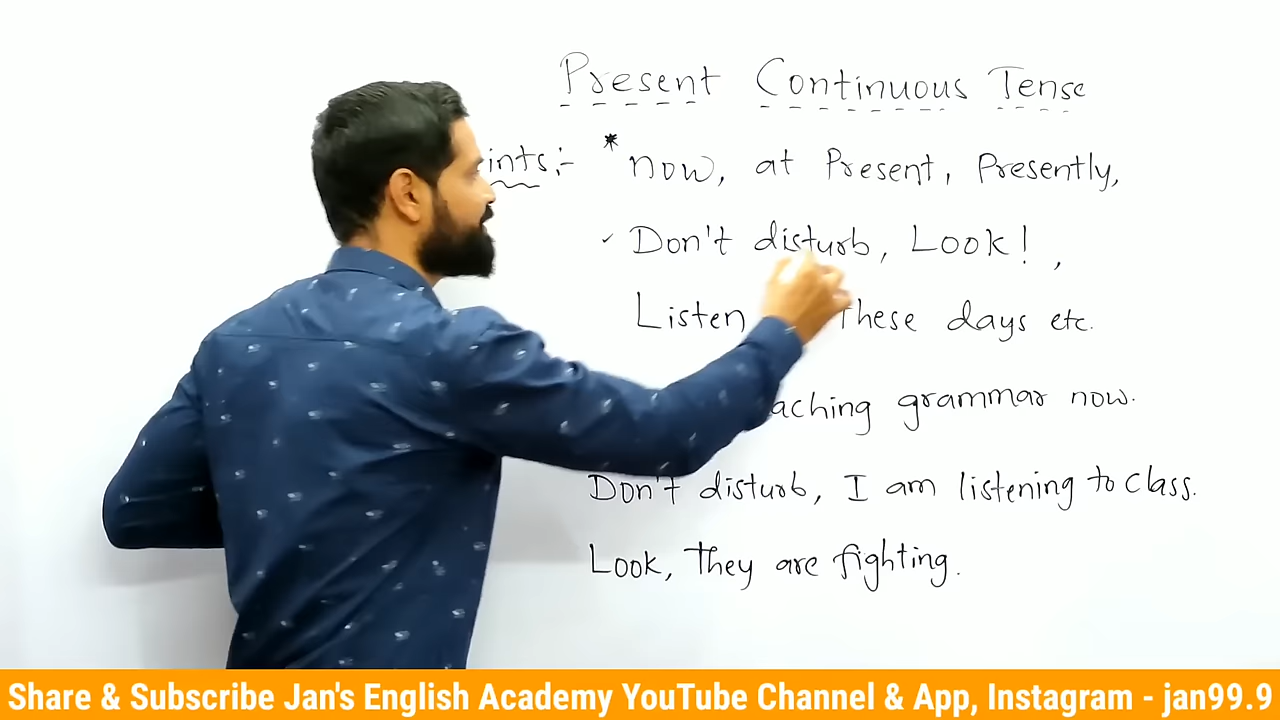 Present Continuous Tense
ints:- * now, at Present, Presently,
✓ Don't disturb, Look! ,
Listen These days etc.
aching grammar now.
Don't disturb, I am listening to class.
Look, They are fighting.
Share & Subscribe Jan's English Academy YouTube Channel & App, Instagram - jan99.9